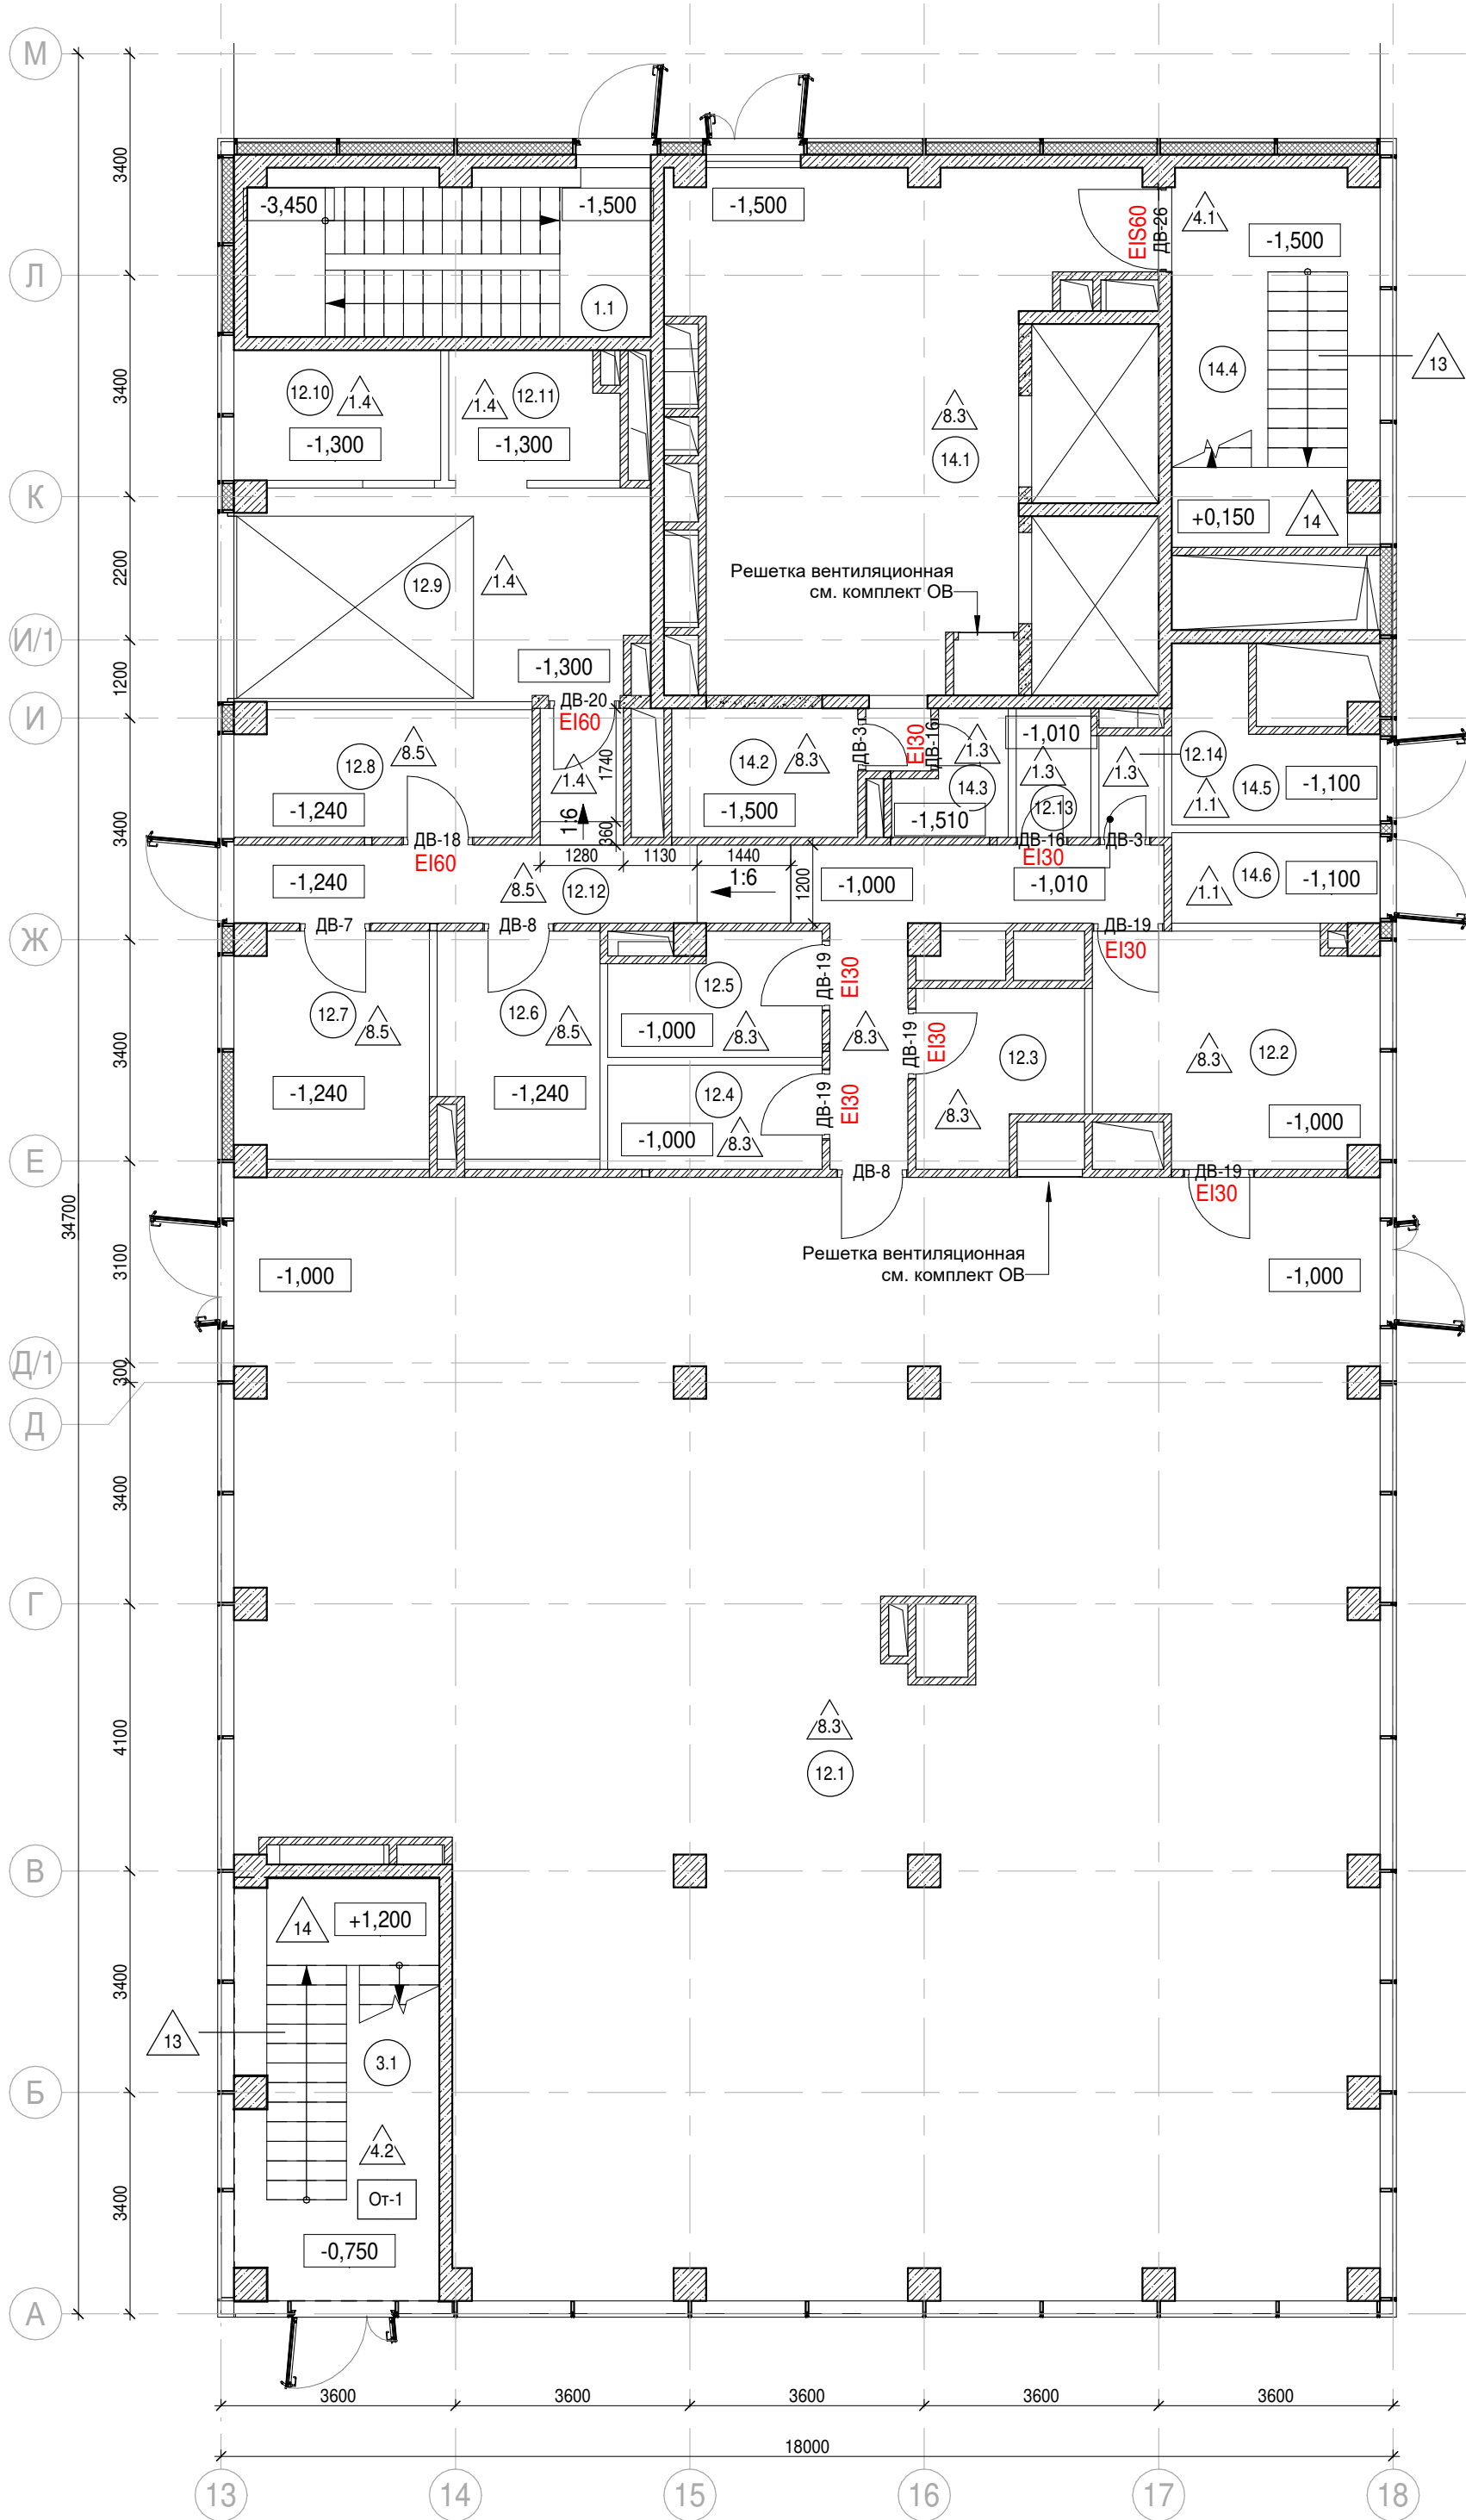 М
3400
-3,450
-1,500
-1,500
EIS60
ДВ-26
4.1
-1,500
Л
1.1
3400
12.10
1.4
1.4
12.11
-1,300
-1,300
8.3
14.1
14.4
13
К
+0,150
14
2200
12.9
1.4
Решетка вентиляционная
см. комплект ОВ
И/1
1200
-1,300
ДВ-20
EI60
И
12.8
8.5
-1,240
1740
1.4
1:6
360
14.2
8.3
-1,500
ДВ-3
EI30
ДВ-16
1.3
14.3
-1,510
-1,010
1.3
12.13
1.3
12.14
14.5
1.1
-1,100
3400
ДВ-18
EI60
ДВ-16
EI30
ДВ-3
1280
1130
1440
1200
-1,240
8.5
12.12
1:6
-1,000
-1,010
14.6
1.1
-1,100
Ж
ДВ-7
ДВ-8
ДВ-19
EI30
12.7
8.5
12.6
8.5
12.5
-1,000
8.3
ДВ-19
EI30
8.3
ДВ-19
EI30
12.3
8.3
12.2
8.3
3400
-1,240
-1,240
12.4
-1,000
8.3
ДВ-19
EI30
-1,000
Е
ДВ-8
ДВ-19
EI30
34700
3100
-1,000
Решетка вентиляционная
см. комплект ОВ
-1,000
Д/1
300
Д
3400
Г
4100
8.3
12.1
В
14
+1,200
3400
13
3.1
Б
4.2
От-1
3400
-0,750
А
3600
3600
3600
3600
3600
18000
13
14
15
16
17
18